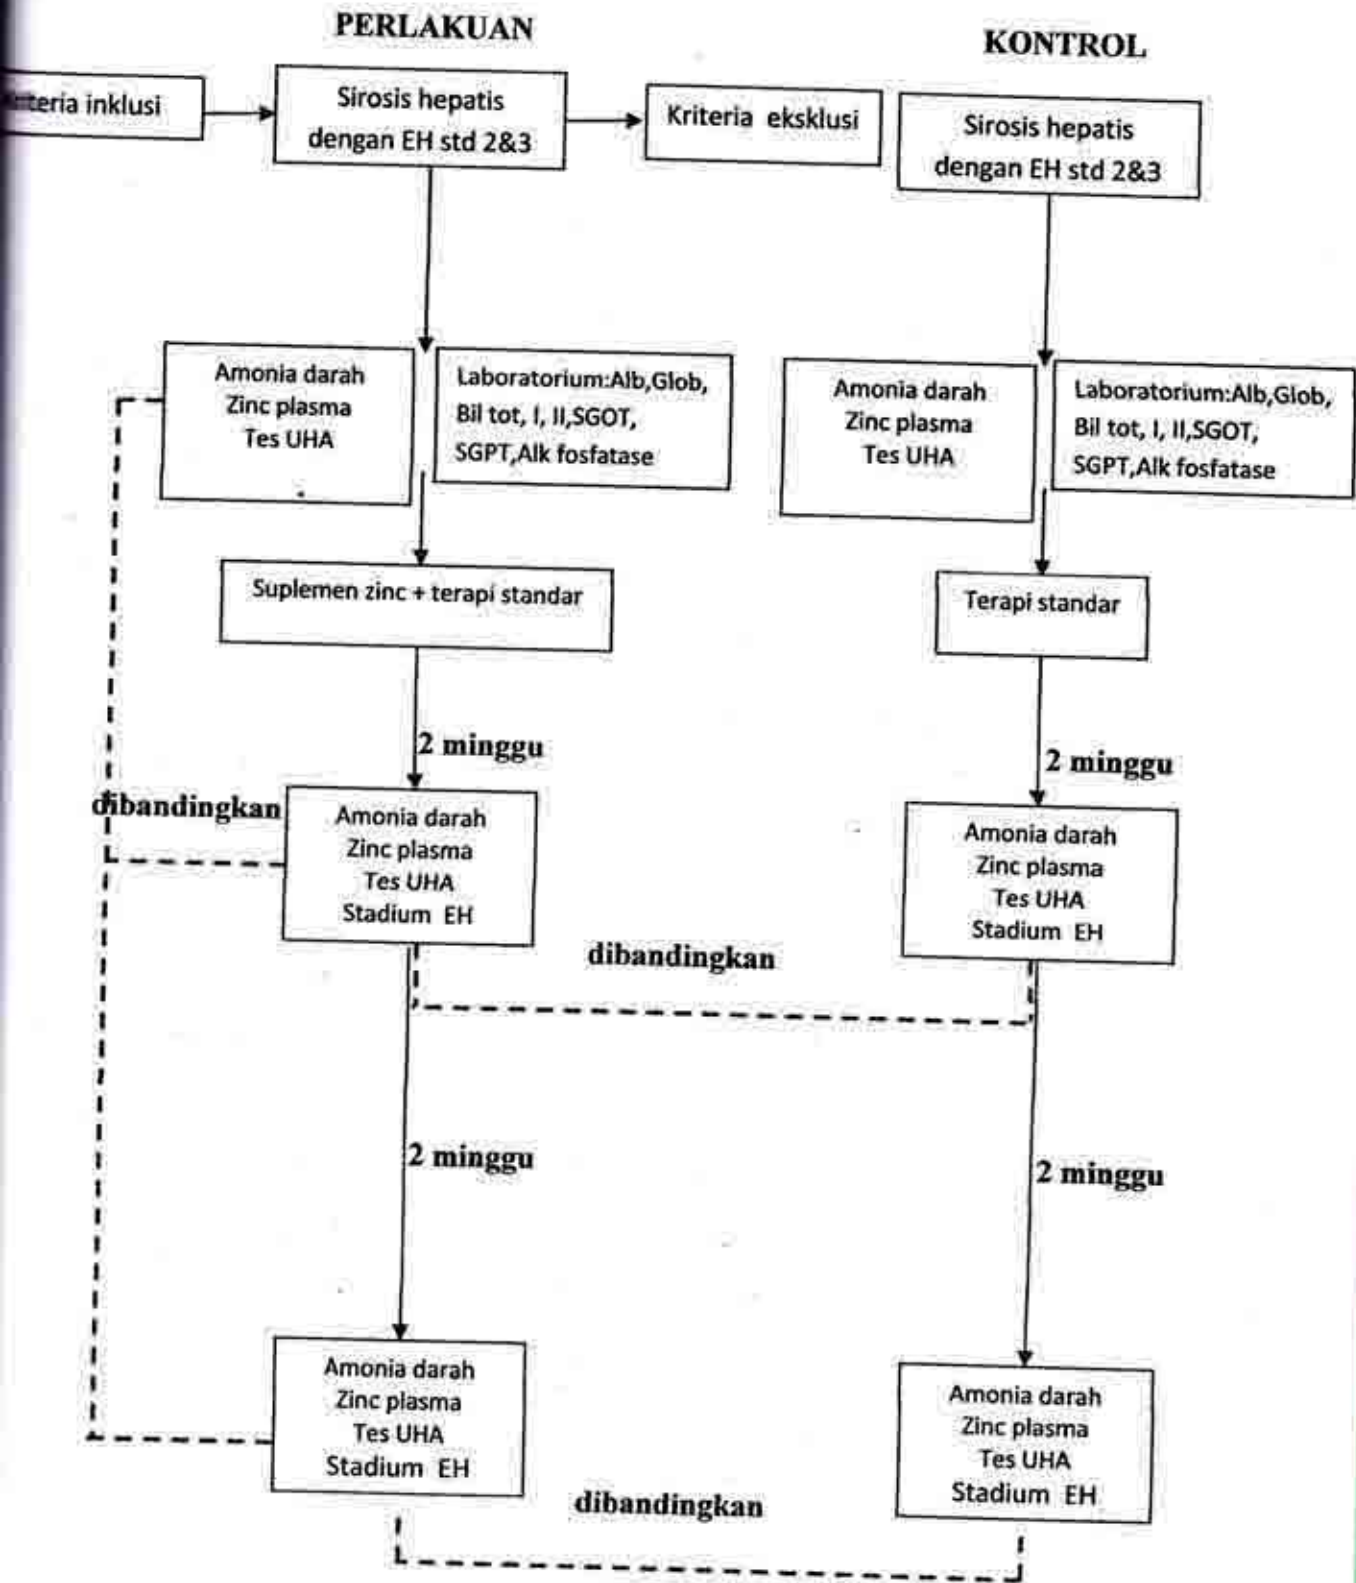 PERLAKUAN
KONTROL
inklusi
Sirosis hepatis
dengan EH std 2&3
Kriteria eksklusi
Sirosis hepatis
dengan EH std 2&3
Amonia darah
Zinc plasma
Tes UHA
Laboratorium:Alb,Glob,
Bil tot, I, II,SGOT,
SGPT,Alk fosfatase
Amonia darah
Zinc plasma
Tes UHA
Laboratorium:Alb,Glob,
Bil tot, I, II,SGOT,
SGPT,Alk fosfatase
Suplemen zinc + terapi standar
Terapi standar
2 minggu
2 minggu
dibandingkan
Amonia darah
Zinc plasma
Tes UHA
Stadium EH
Amonia darah
Zinc plasma
Tes UHA
Stadium EH
dibandingkan
2 minggu
2 minggu
Amonia darah
Zinc plasma
Tes UHA
Stadium EH
Amonia darah
Zinc plasma
Tes UHA
Stadium EH
dibandingkan